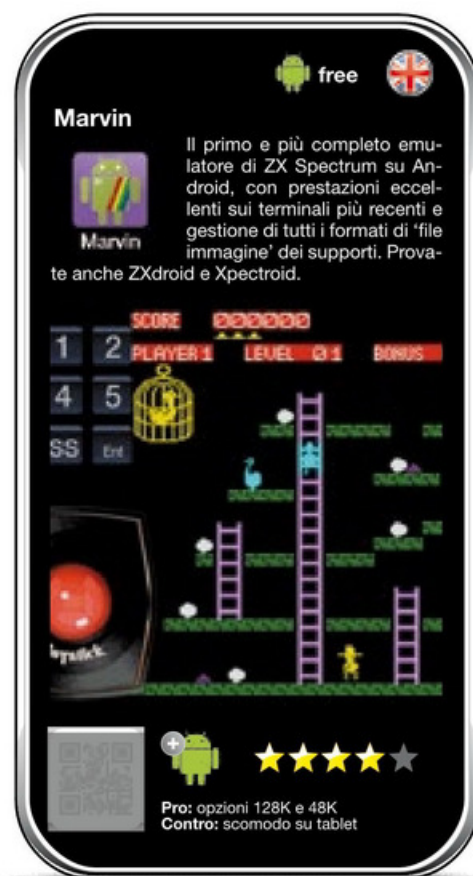 free
Marvin
Il primo e più completo emu-
latore di ZX Spectrum su An-
droid, con prestazioni eccel-
lenti sui terminali più recenti e
gestione di tutti i formati di ‘file
immagine’ dei supporti. Prova-
te anche ZXdroid e Xpectroid.
Marvin
SCORE 000000
PLAYER 1 LEVEL 01 BONUS
1 2
4 5
SS Ent
Pro: opzioni 128K e 48K
Contro: scomodo su tablet